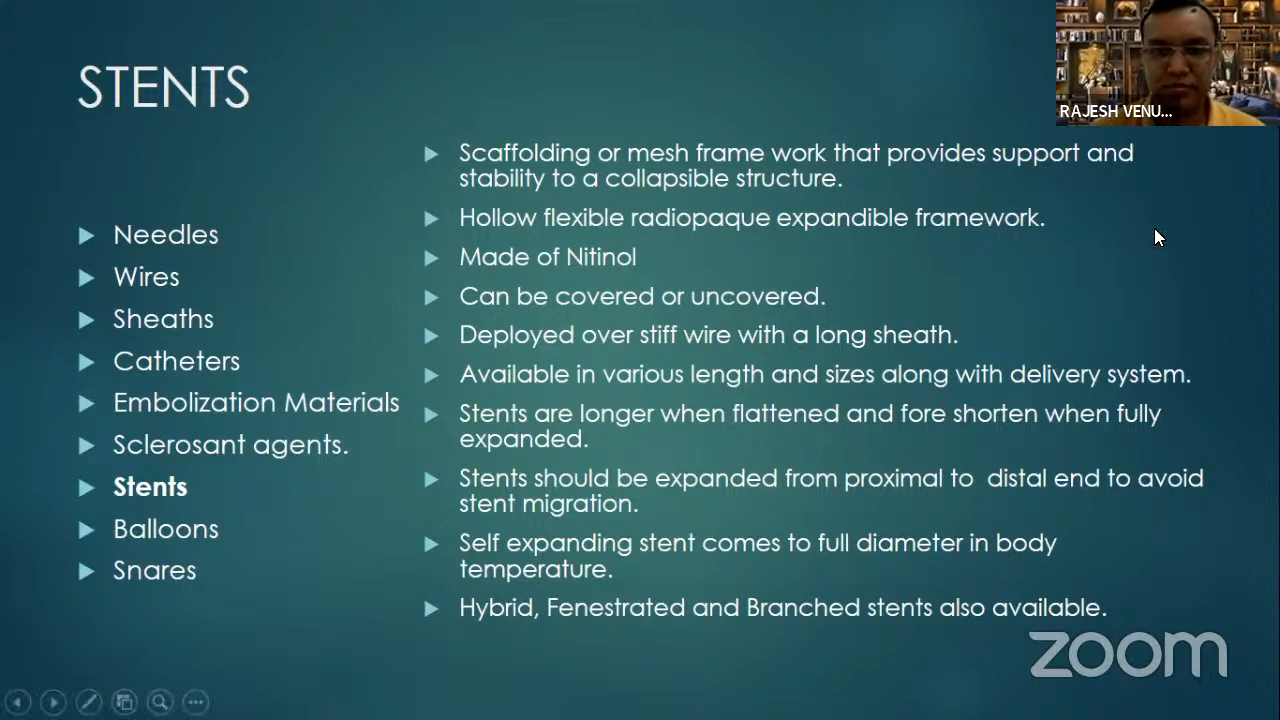 STENTS
RAJESH VENU...
Needles
Wires
Sheaths
Catheters
Embolization Materials
Sclerosant agents.
Stents
Balloons
Snares
Scaffolding or mesh frame work that provides support and
stability to a collapsible structure.
Hollow flexible radiopaque expandible framework.
Made of Nitinol
Can be covered or uncovered.
Deployed over stiff wire with a long sheath.
Available in various length and sizes along with delivery system.
Stents are longer when flattened and fore shorten when fully
expanded.
Stents should be expanded from proximal to distal end to avoid
stent migration.
Self expanding stent comes to full diameter in body
temperature.
Hybrid, Fenestrated and Branched stents also available.
zoom